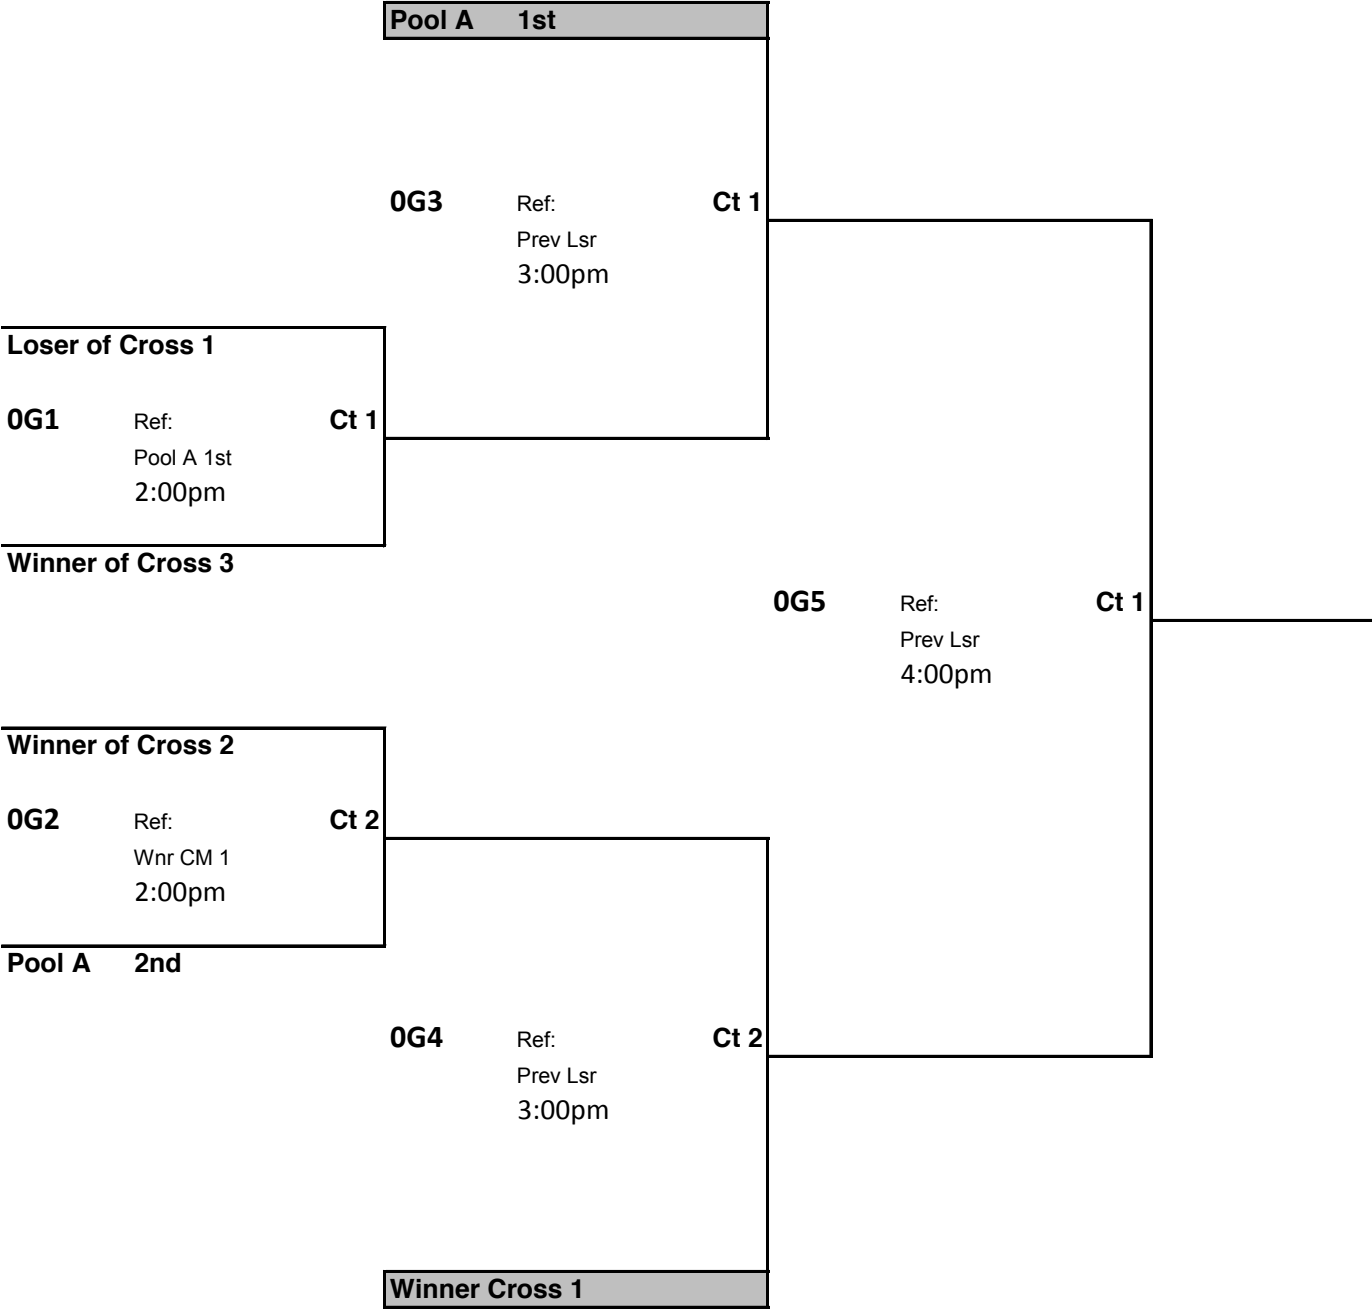 Pool A 1st
0G3 Ref: Ct 1
Prev Lsr
3:00pm
Loser of Cross 1
0G1 Ref: Ct 1
Pool A 1st
2:00pm
Winner of Cross 3
0G5 Ref: Ct 1
Prev Lsr
4:00pm
Winner of Cross 2
0G2 Ref: Ct 2
Wnr CM 1
2:00pm
Pool A 2nd
0G4 Ref: Ct 2
Prev Lsr
3:00pm
Winner Cross 1